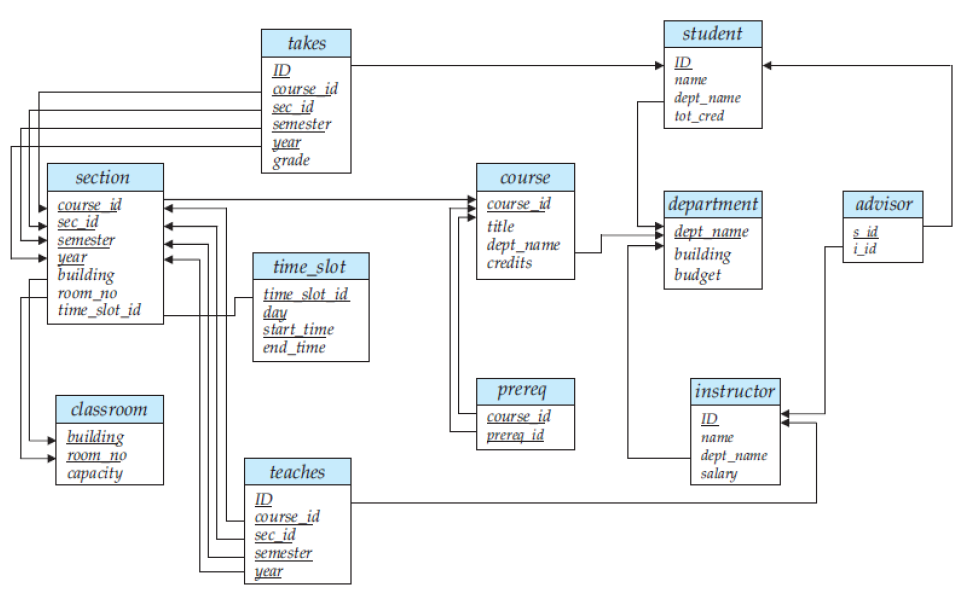 takes
ID
course_id
sec_id
semester
year
grade
student
ID
name
dept_name
tot_cred
section
course_id
sec_id
semester
year
building
room_no
time_slot_id
course
course_id
title
dept_name
credits
department
dept_name
building
budget
advisor
s_id
i_id
time_slot
time_slot_id
day
start_time
end_time
prereq
course_id
prereq_id
instructor
ID
name
dept_name
salary
classroom
building
room_no
capacity
teaches
ID
course_id
sec_id
semester
year